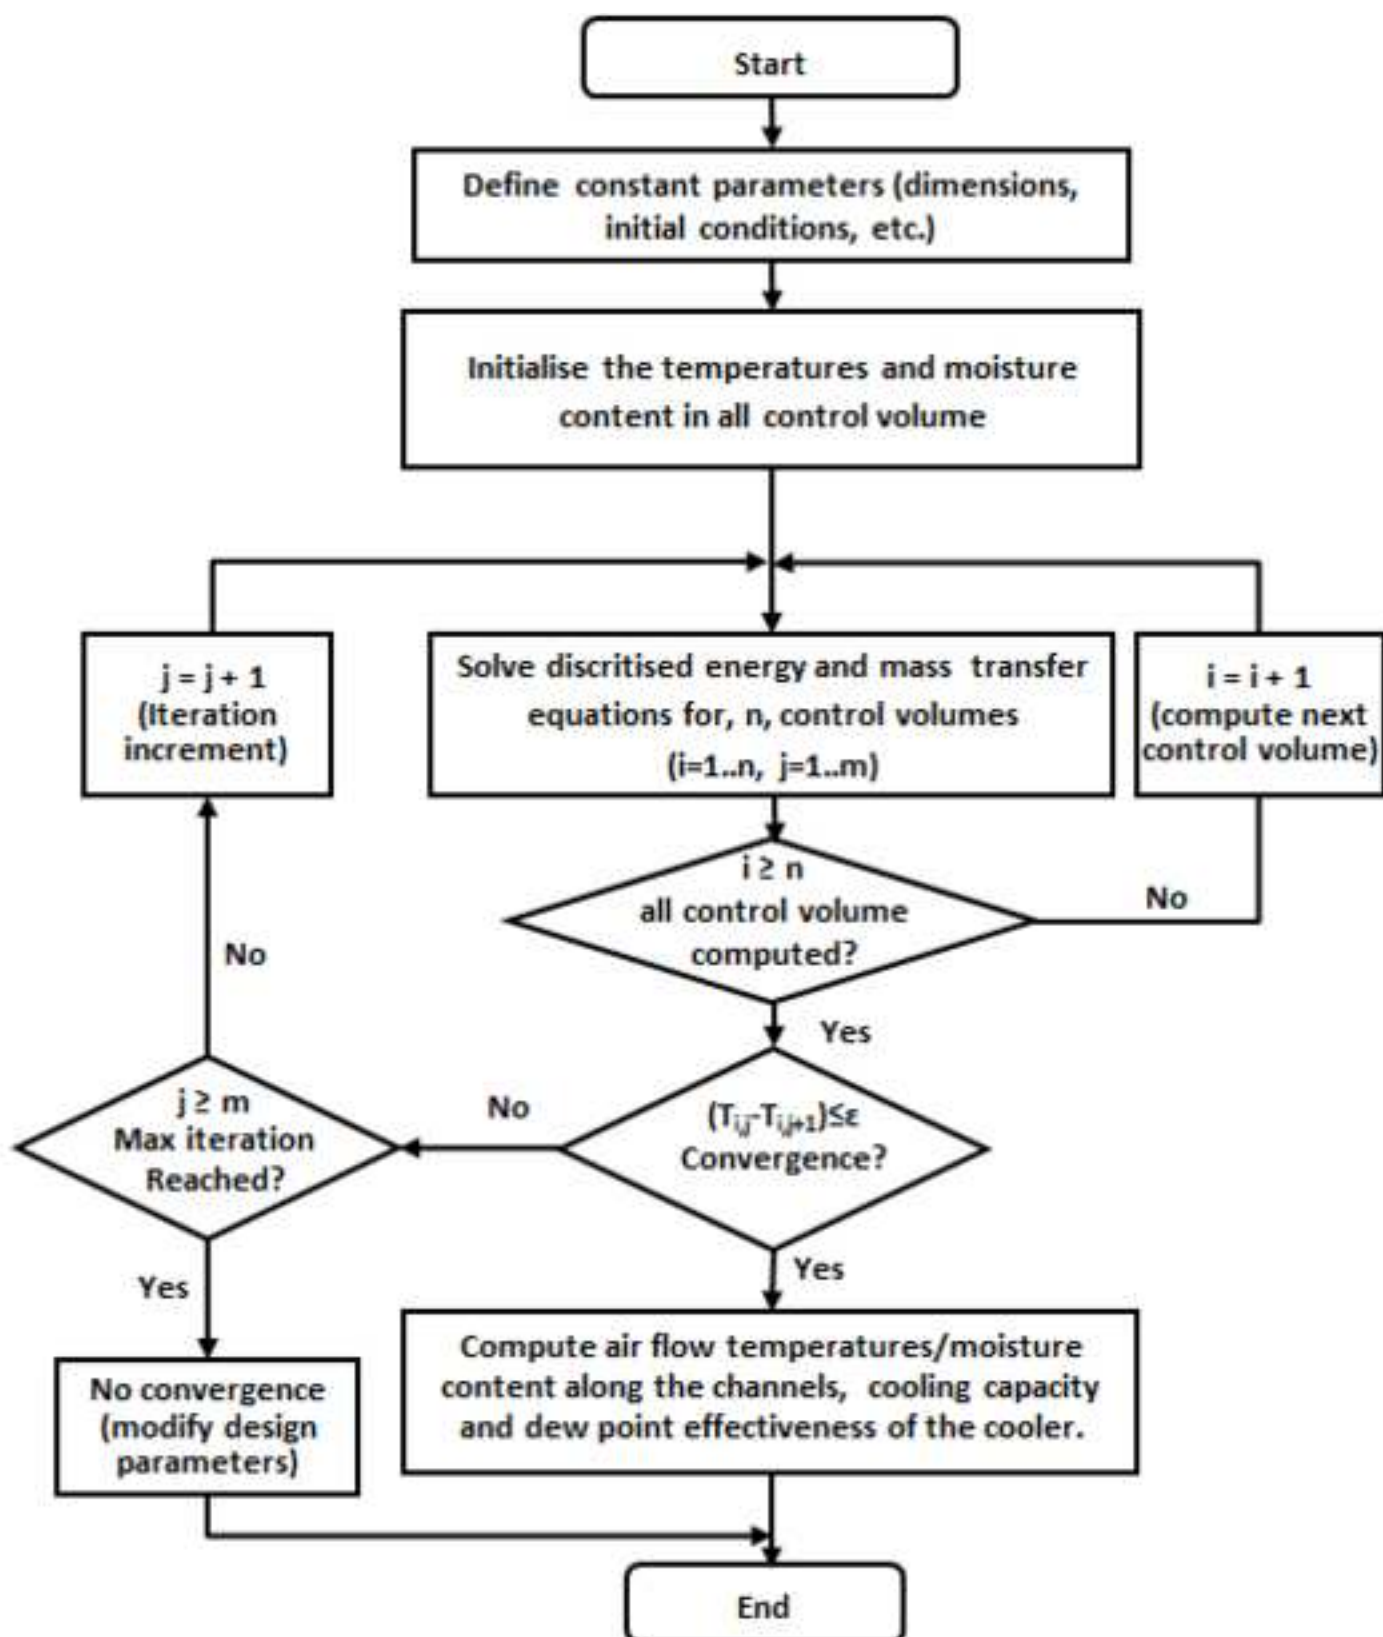 Start
Define constant parameters (dimensions,
initial conditions, etc.)
Initialise the temperatures and moisture
content in all control volume
j = j + 1
(Iteration
increment)
Solve discritised energy and mass transfer
equations for, n, control volumes
(i=1..n, j=1..m)
i = i + 1
(compute next
control volume)
i ≥ n
all control volume
computed?
No
No
Yes
j ≥ m
Max iteration
Reached?
No
(Ti,j-Ti,j+1)≤ε
Convergence?
Yes
Yes
No convergence
(modify design
parameters)
Compute air flow temperatures/moisture
content along the channels, cooling capacity
and dew point effectiveness of the cooler.
End